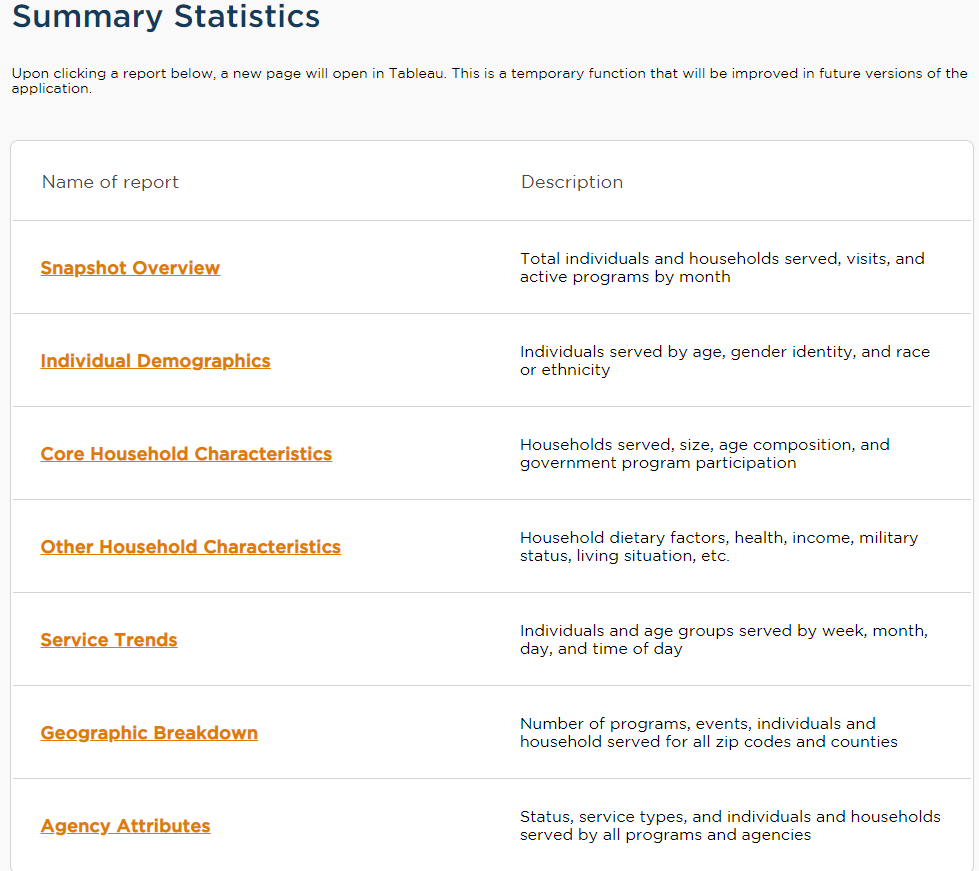 Summary Statistics
Upon clicking a report below, a new page will open in Tableau. This is a temporary function that will be improved in future versions of the
application.
Name of report
Description
Snapshot Overview
Total individuals and households served, visits, and
active programs by month
Individual Demographics
Individuals served by age, gender identity, and race
or ethnicity
Core Household Characteristics
Households served, size, age composition, and
government program participation
Other Household Characteristics
Household dietary factors, health, income, military
status, living situation, etc.
Service Trends
Individuals and age groups served by week, month,
day, and time of day
Geographic Breakdown
Number of programs, events, individuals and
household served for all zip codes and counties
Agency Attributes
Status, service types, and individuals and households
served by all programs and agencies